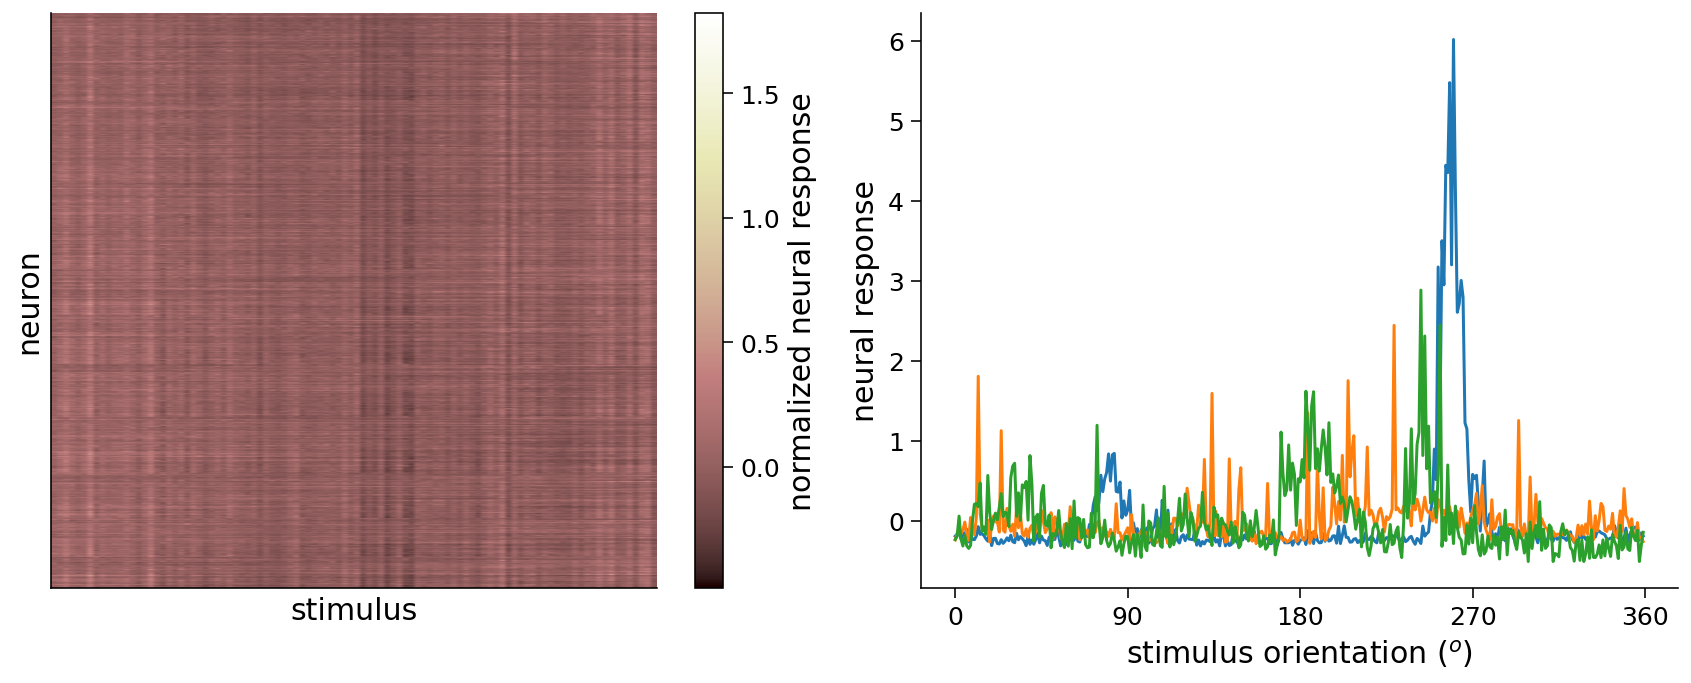 neuron
stimulus
1.5
1.0
0.5
0.0
normalized neural response
neural response
6
5
4
3
2
1
0
0 90 180 270 360
stimulus orientation (°)